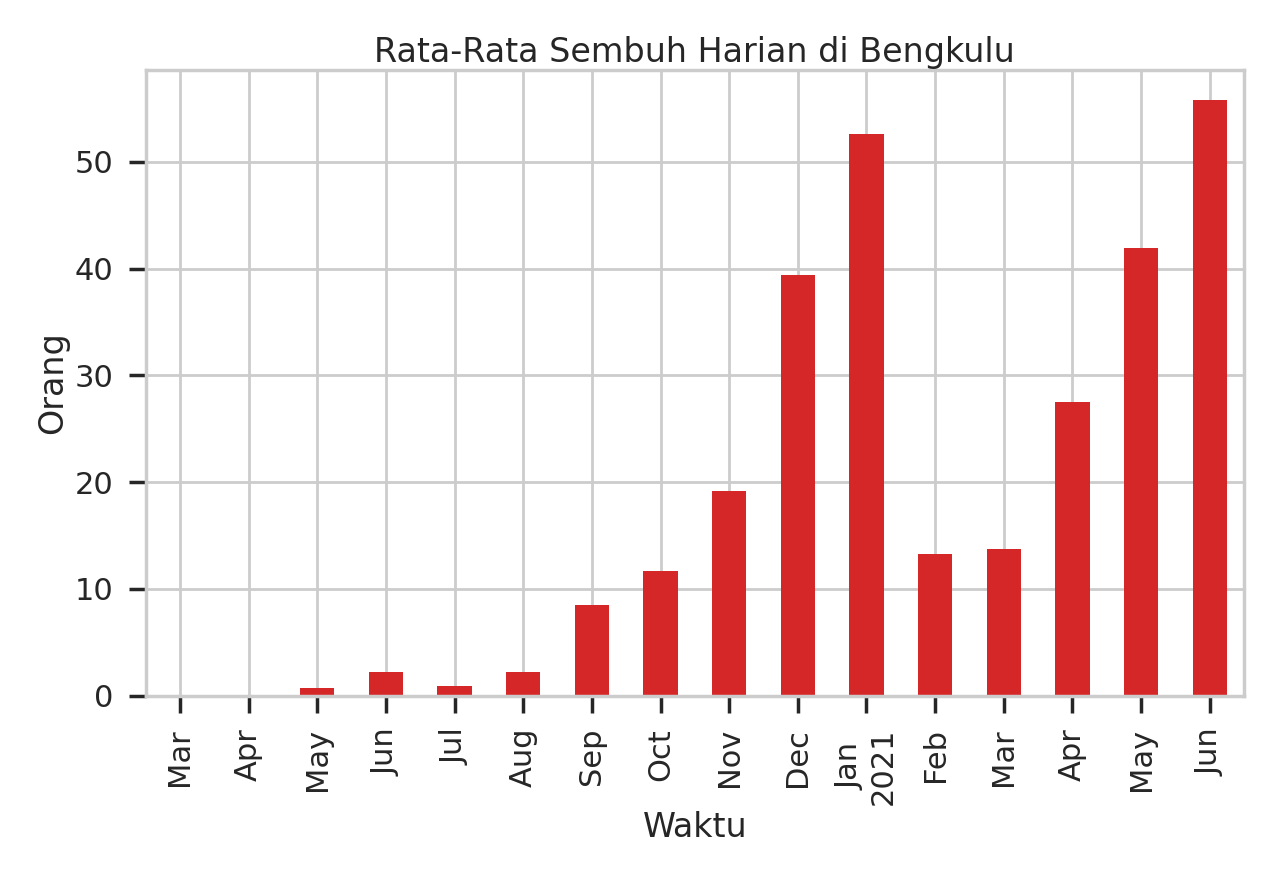 Rata-Rata Sembuh Harian di Bengkulu
Orang
50
40
30
20
10
0
Mar
Apr
May
Jun
Jul
Aug
Sep
Oct
Nov
Dec
Jan
2021
Feb
Mar
Apr
May
Jun
Waktu